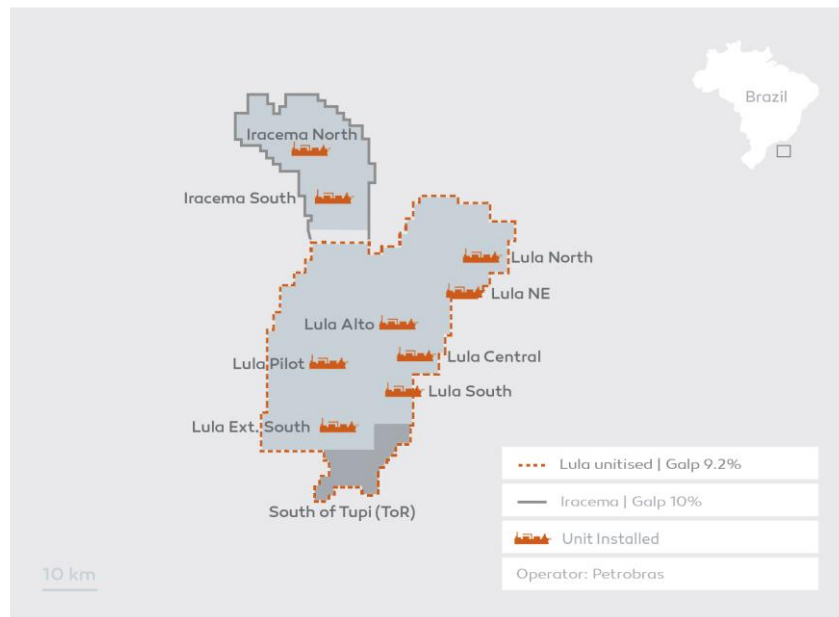 Brazil
Iracema North
Iracema South
Lula North
Lula NE
Lula Alto
Lula Central
Lula Pilot
Lula South
Lula Ext. South
South of Tupi (ToR)
Lula unitised | Galp 9.2%
Iracema | Galp 10%
Unit Installed
Operator: Petrobras
10 km